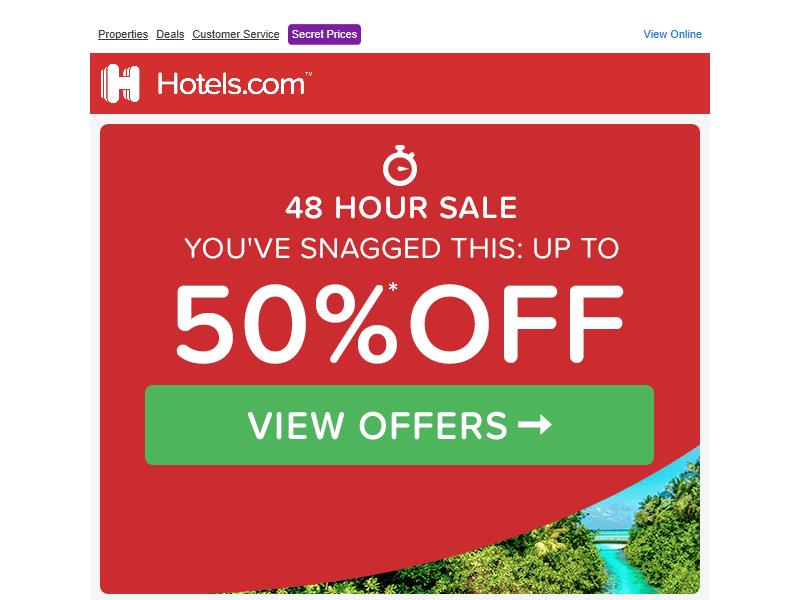 Properties Deals Customer Service Secret Prices View Online
Hotels.com™
48 HOUR SALE
YOU'VE SNAGGED THIS: UP TO
50%*OFF
VIEW OFFERS